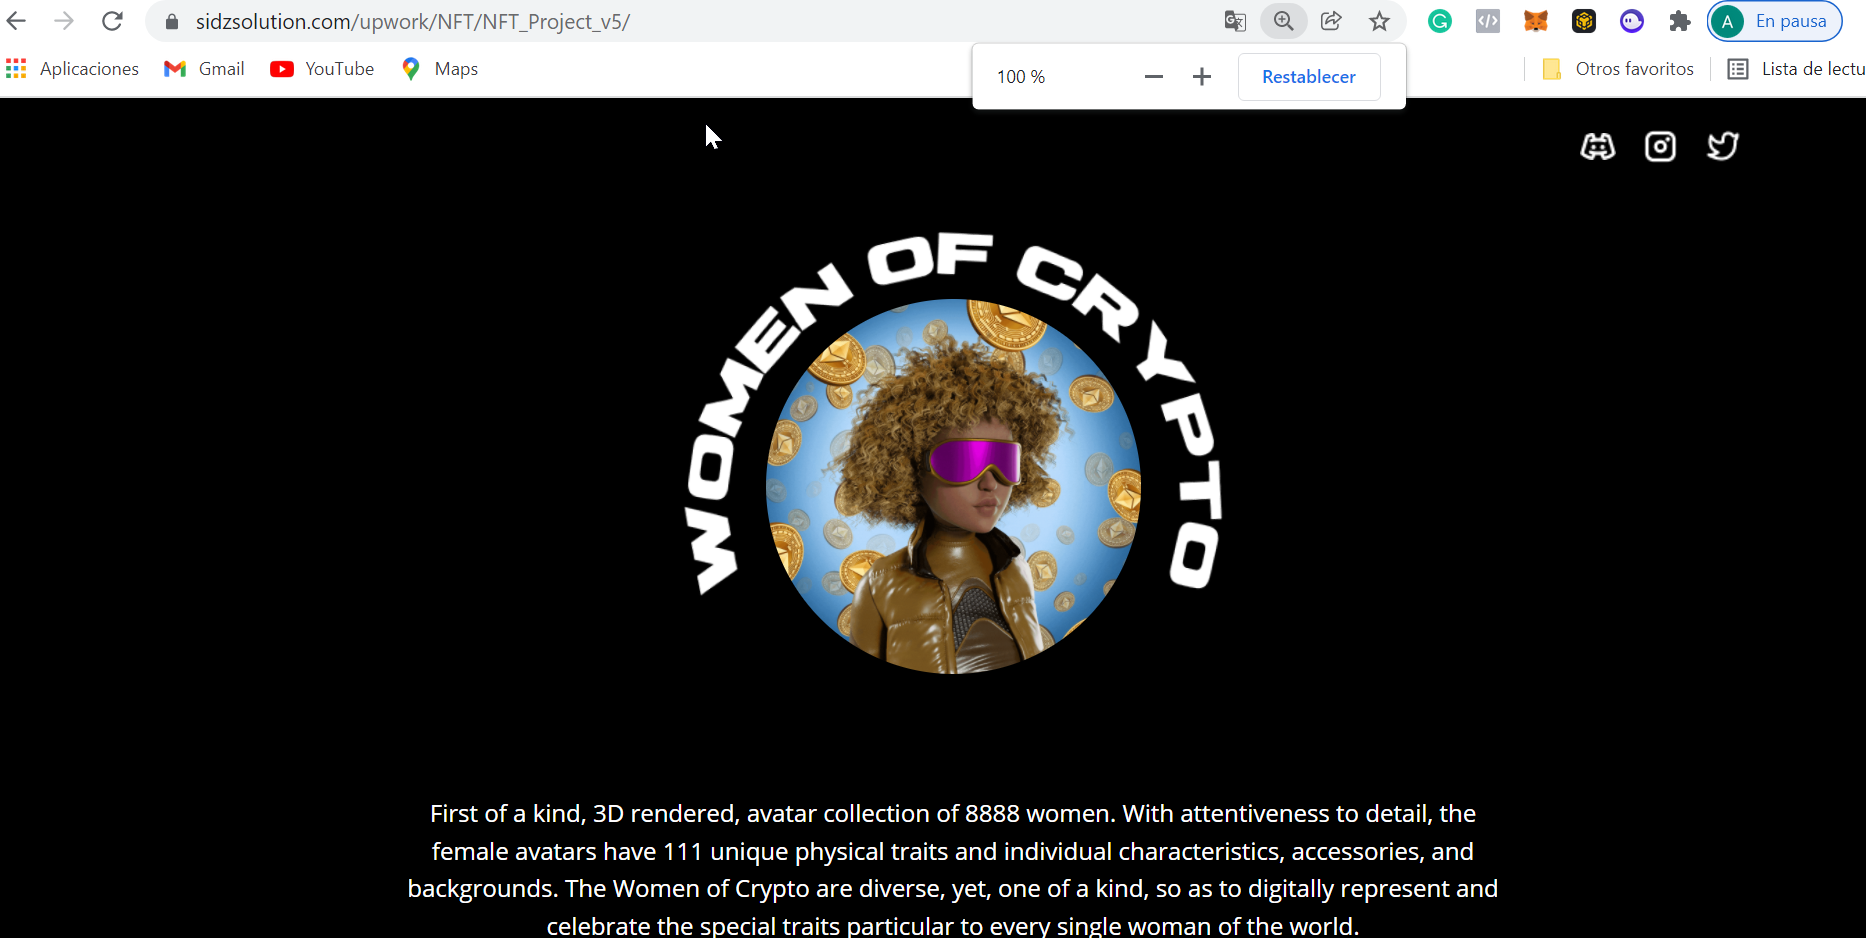 sidzsolution.com/upwork/NFT/NFT_Project_v5/
A En pausa
Aplicaciones Gmail YouTube Maps
Otros favoritos Lista de lectu
100 % Restablecer
WOMEN OF CRYPTO
First of a kind, 3D rendered, avatar collection of 8888 women. With attentiveness to detail, the
female avatars have 111 unique physical traits and individual characteristics, accessories, and
backgrounds. The Women of Crypto are diverse, yet, one of a kind, so as to digitally represent and
celebrate the special traits particular to every single woman of the world.